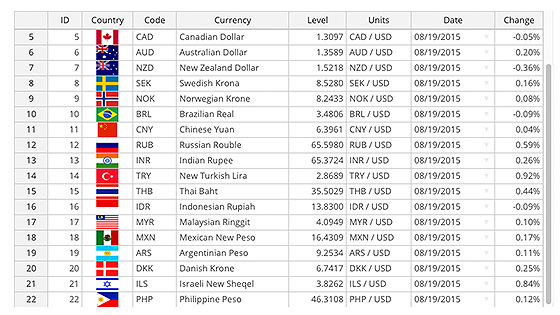 ID Country Code Currency Level Units Date Change
5 5 CAD Canadian Dollar 1.3097 CAD / USD 08/19/2015 -0.05%
6 6 AUD Australian Dollar 1.3589 AUD / USD 08/19/2015 0.20%
7 7 NZD New Zealand Dollar 1.5218 NZD / USD 08/19/2015 -0.36%
8 8 SEK Swedish Krona 8.5280 SEK / USD 08/19/2015 0.16%
9 9 NOK Norwegian Krone 8.2433 NOK / USD 08/19/2015 0.08%
10 10 BRL Brazilian Real 3.4806 BRL / USD 08/19/2015 -0.09%
11 11 CNY Chinese Yuan 6.3961 CNY / USD 08/19/2015 0.04%
12 12 RUB Russian Rouble 65.5980 RUB / USD 08/19/2015 0.59%
13 13 INR Indian Rupee 65.3724 INR / USD 08/19/2015 0.26%
14 14 TRY New Turkish Lira 2.8689 TRY / USD 08/19/2015 0.92%
15 15 THB Thai Baht 35.5029 THB / USD 08/19/2015 0.44%
16 16 IDR Indonesian Rupiah 13.8300 IDR / USD 08/19/2015 -0.09%
17 17 MYR Malaysian Ringgit 4.0949 MYR / USD 08/19/2015 0.10%
18 18 MXN Mexican New Peso 16.4309 MXN / USD 08/19/2015 0.17%
19 19 ARS Argentinian Peso 9.2534 ARS / USD 08/19/2015 0.11%
20 20 DKK Danish Krone 6.7417 DKK / USD 08/19/2015 0.25%
21 21 ILS Israeli New Sheqel 3.8262 ILS / USD 08/19/2015 0.84%
22 22 PHP Philippine Peso 46.3108 PHP / USD 08/19/2015 0.12%